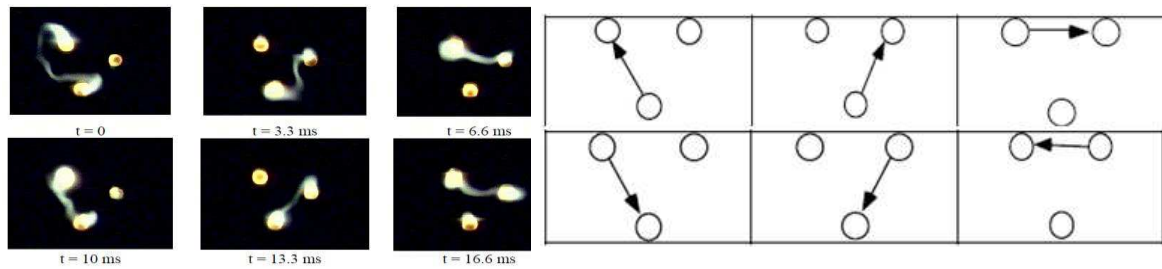 t = 0
t = 3.3 ms
t = 6.6 ms
t = 10 ms
t = 13.3 ms
t = 16.6 ms